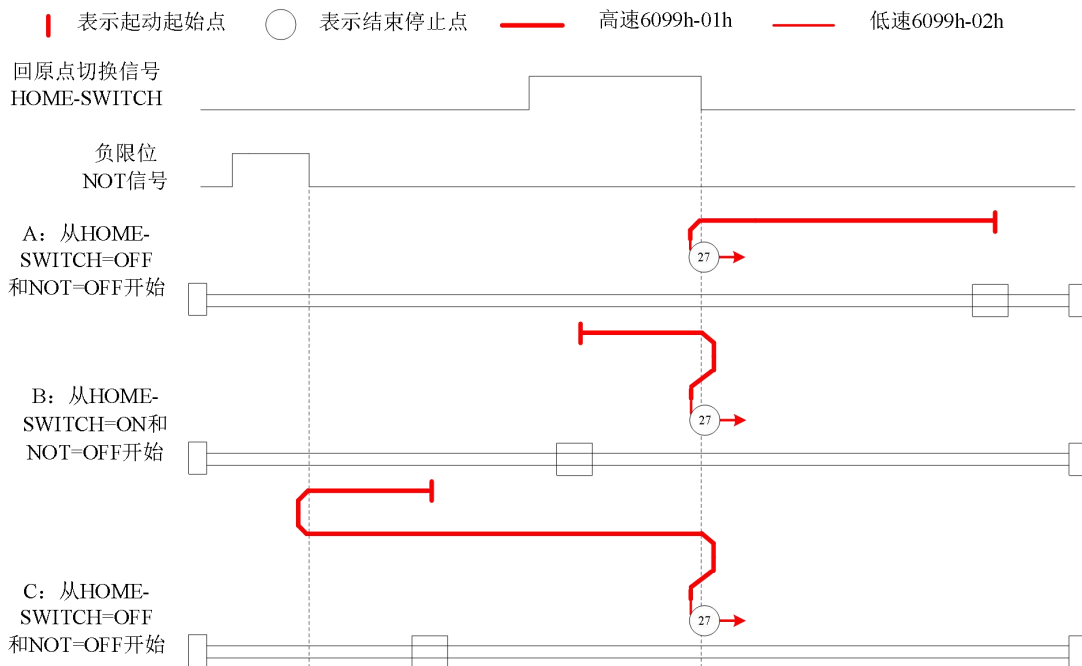 表示起动起始点
表示结束停止点
高速6099h-01h
低速6099h-02h
回原点切换信号
HOME-SWITCH
负限位
NOT信号
A：从HOME-
SWITCH=OFF
和NOT=OFF开始
27
B：从HOME-
SWITCH=ON和
NOT=OFF开始
27
C：从HOME-
SWITCH=OFF
和NOT=OFF开始
27